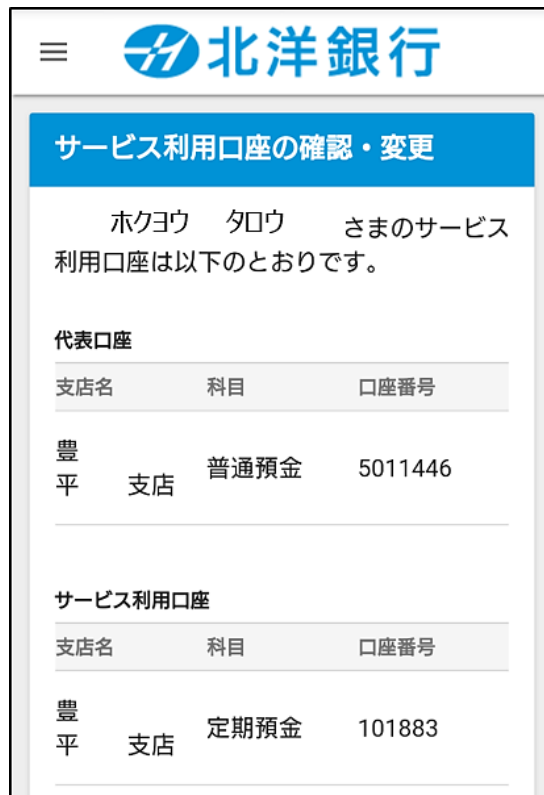 北洋銀行
サービス利用口座の確認・変更
ホクヨウ タロウ さまのサービス
利用口座は以下のとおりです。
代表口座
支店名 科目 口座番号
豊
平 支店 普通預金 5011446
サービス利用口座
支店名 科目 口座番号
豊
平 支店 定期預金 101883